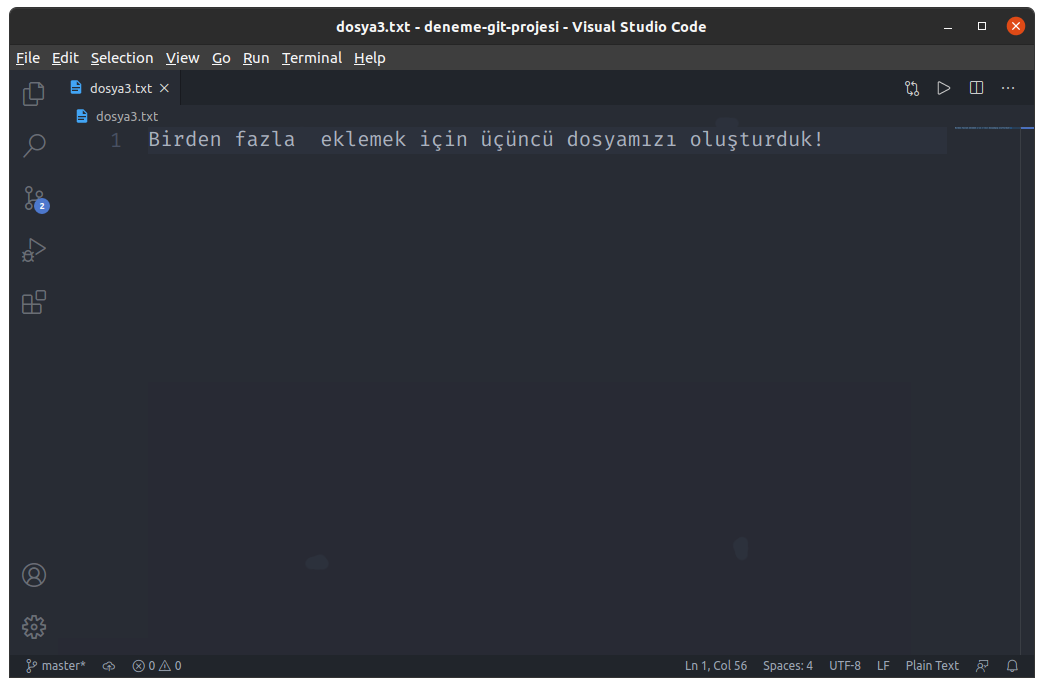 dosya3.txt - deneme-git-projesi - Visual Studio Code
File Edit Selection View Go Run Terminal Help
dosya3.txt
dosya3.txt
1 Birden fazla  eklemek için üçüncü dosyamızı oluşturduk!
2
master* 0 0 Ln 1, Col 56 Spaces: 4 UTF-8 LF Plain Text